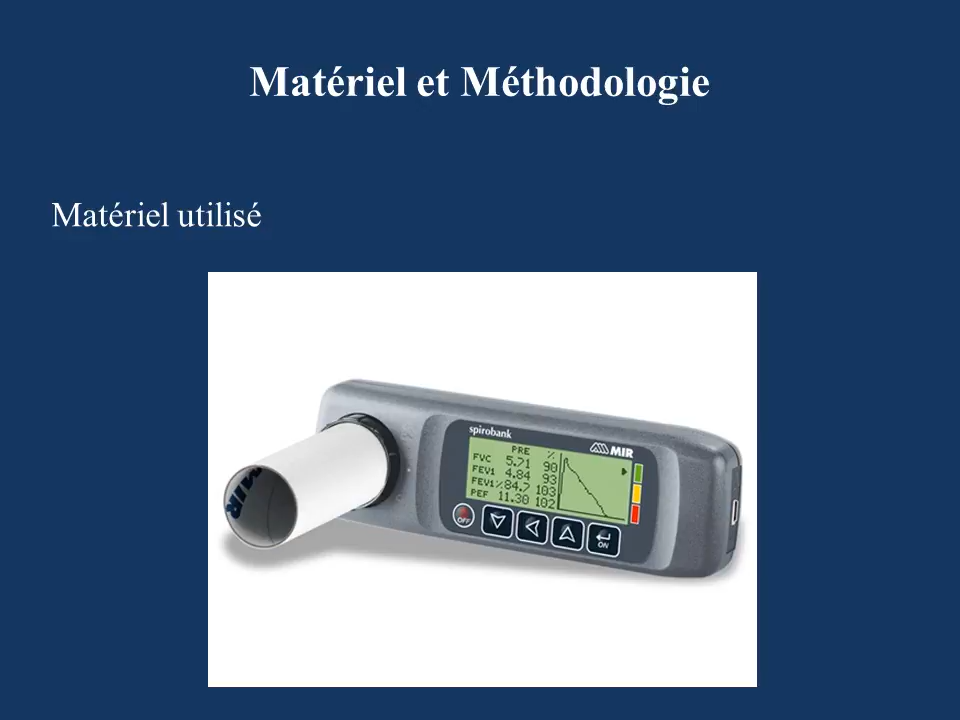 Matériel et Méthodologie
Matériel utilisé
spirobank
MIR
PRE %
FVC 5.71 90
FEV1 4.84 93
FEV1% 84.7 103
PEF 11.30 102
OFF
ON
MIR